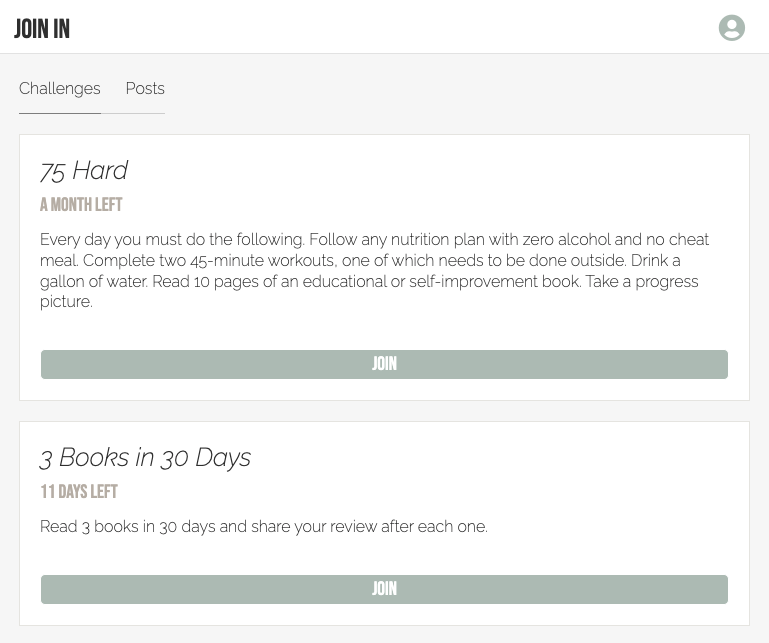 JOIN IN
Challenges Posts
75 Hard
A MONTH LEFT
Every day you must do the following. Follow any nutrition plan with zero alcohol and no cheat
meal. Complete two 45-minute workouts, one of which needs to be done outside. Drink a
gallon of water. Read 10 pages of an educational or self-improvement book. Take a progress
picture.
JOIN
3 Books in 30 Days
11 DAYS LEFT
Read 3 books in 30 days and share your review after each one.
JOIN